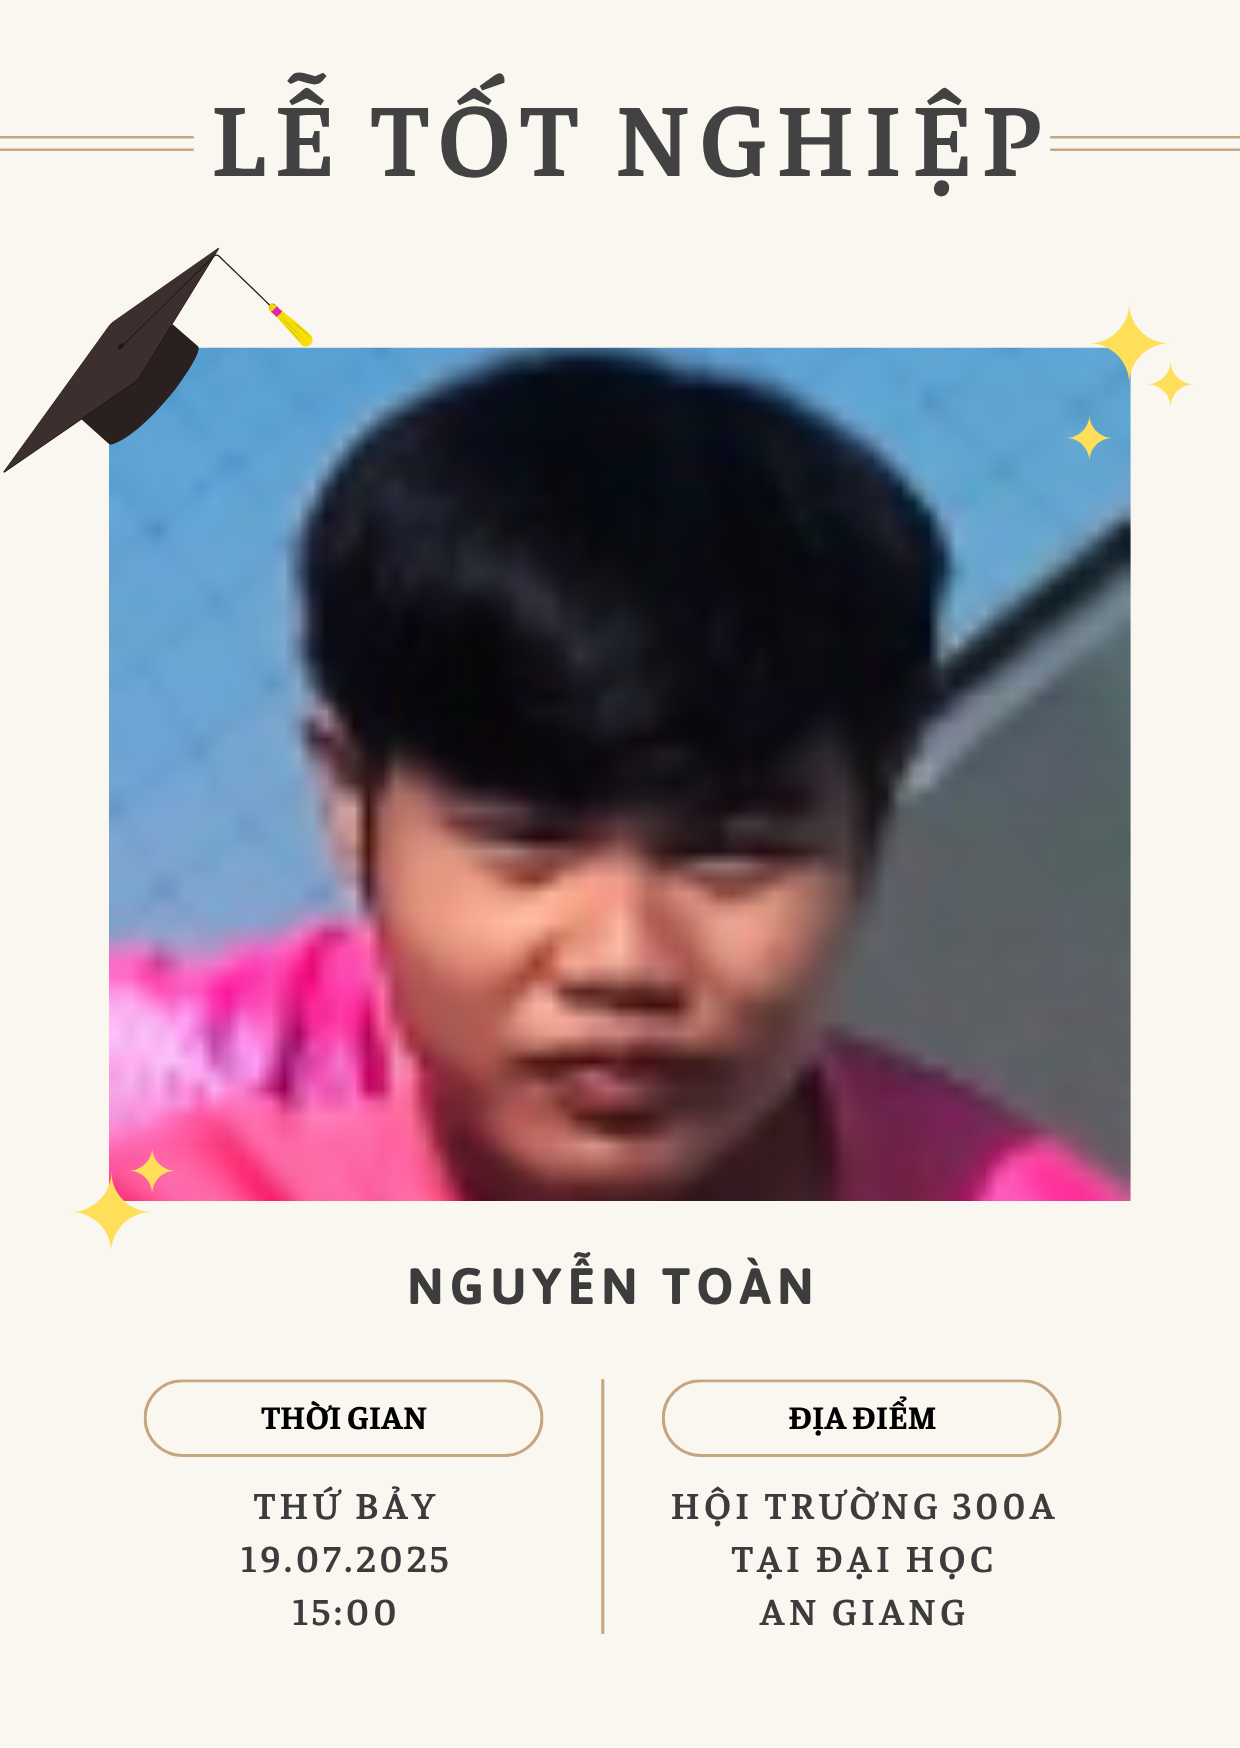 LỄ TỐT NGHIỆP
NGUYỄN TOÀN
THỜI GIAN
THỨ BẢY
19.07.2025
15:00
ĐỊA ĐIỂM
HỘI TRƯỜNG 300A
TẠI ĐẠI HỌC
AN GIANG